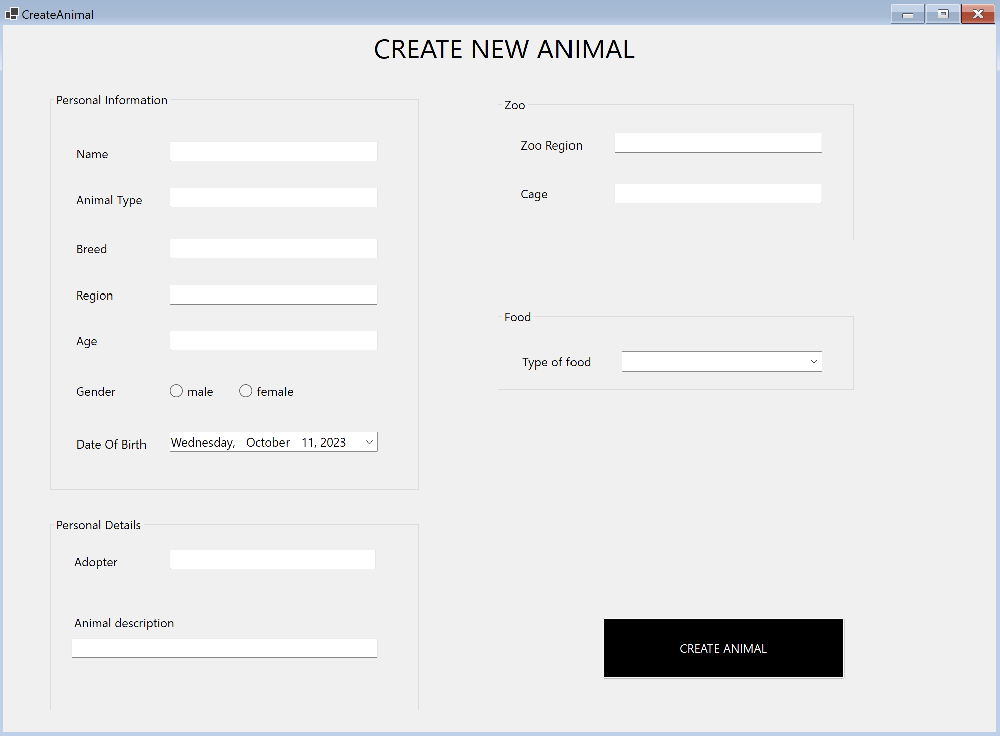 CreateAnimal
CREATE NEW ANIMAL
Personal Information
Name
Animal Type
Breed
Region
Age
Gender
male
female
Date Of Birth
Wednesday, October 11, 2023
Personal Details
Adopter
Animal description
Zoo
Zoo Region
Cage
Food
Type of food
CREATE ANIMAL